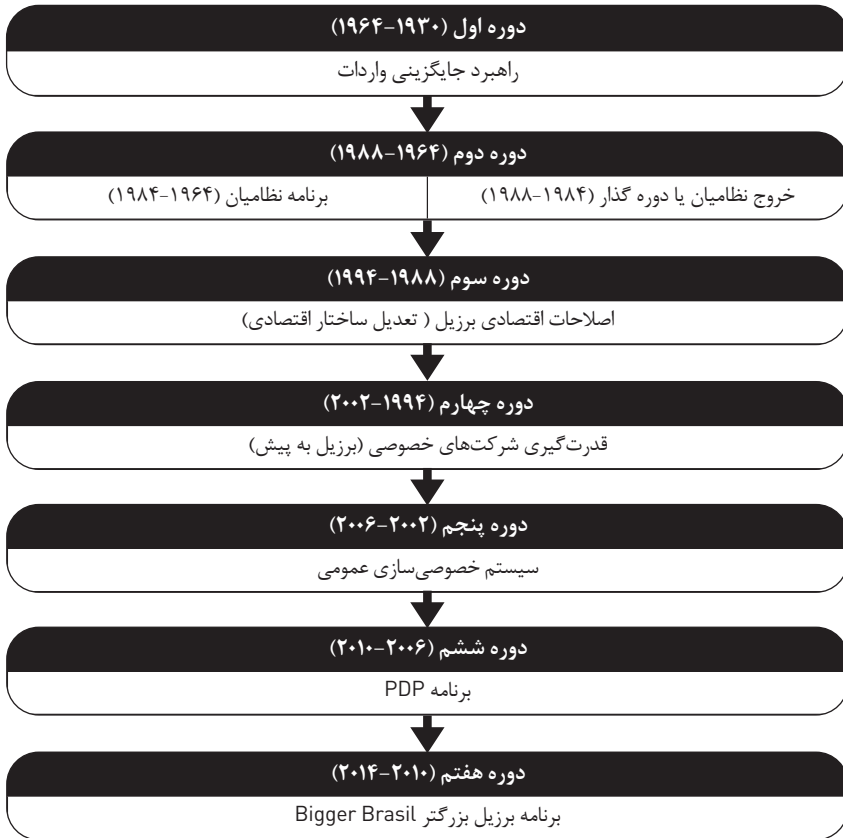 دوره اول (۱۹۳۰-۱۹۶۴)
راهبرد جایگزینی واردات
دوره دوم (۱۹۶۴-۱۹۸۸)
برنامه نظامیان (۱۹۶۴-۱۹۸۴)
خروج نظامیان یا دوره گذار (۱۹۸۴-۱۹۸۸)
دوره سوم (۱۹۸۸-۱۹۹۴)
اصلاحات اقتصادی برزیل ( تعدیل ساختار اقتصادی)
دوره چهارم (۱۹۹۴-۲۰۰۲)
قدرت‌گیری شرکت‌های خصوصی (برزیل به پیش)
دوره پنجم (۲۰۰۲-۲۰۰۶)
سیستم خصوصی‌سازی عمومی
دوره ششم (۲۰۰۶-۲۰۱۰)
برنامه PDP
دوره هفتم (۲۰۱۰-۲۰۱۴)
برنامه برزیل بزرگتر Bigger Brasil